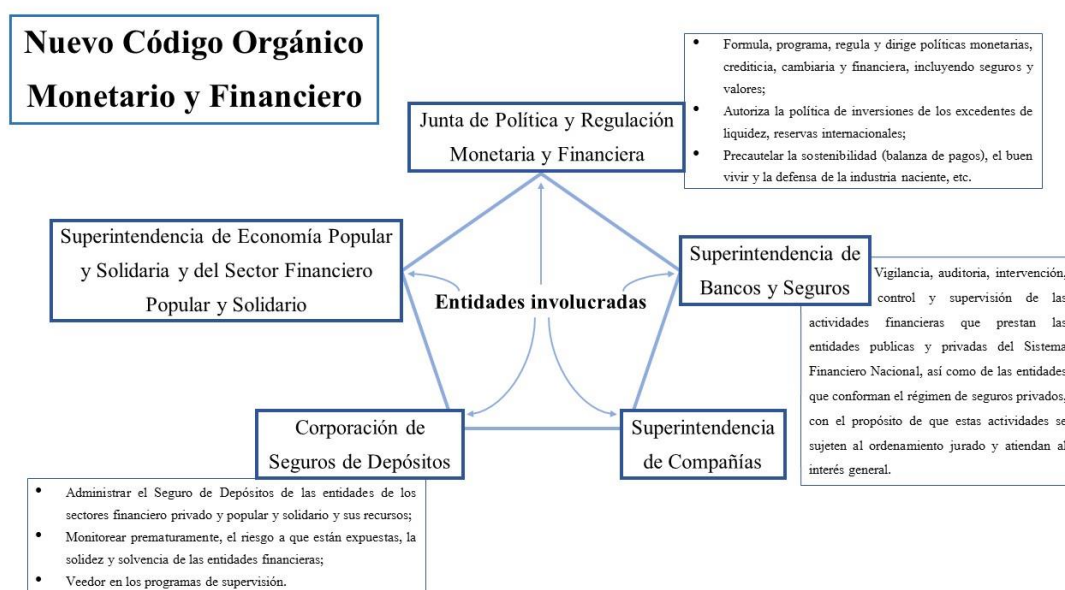 Nuevo Código Orgánico
Monetario y Financiero
Junta de Política y Regulación
Monetaria y Financiera
• Formula, programa, regula y dirige políticas monetarias,
crediticia, cambiaria y financiera, incluyendo seguros y
valores;
• Autoriza la política de inversiones de los excedentes de
liquidez, reservas internacionales;
• Precautelar la sostenibilidad (balanza de pagos), el buen
vivir y la defensa de la industria naciente, etc.
Superintendencia de Economía Popular
y Solidaria y del Sector Financiero
Popular y Solidario
Entidades involucradas
Superintendencia de
Bancos y Seguros
Vigilancia, auditoria, intervención,
control y supervisión de las
actividades financieras que prestan las
entidades publicas y privadas del Sistema
Financiero Nacional, así como de las entidades
que conforman el régimen de seguros privados,
con el propósito de que estas actividades se
sujeten al ordenamiento jurado y atiendan al
interés general.
Corporación de
Seguros de Depósitos
Superintendencia
de Compañías
• Administrar el Seguro de Depósitos de las entidades de los
sectores financiero privado y popular y solidario y sus recursos;
• Monitorear prematuramente, el riesgo a que están expuestas, la
solidez y solvencia de las entidades financieras;
• Veedor en los programas de supervisión.